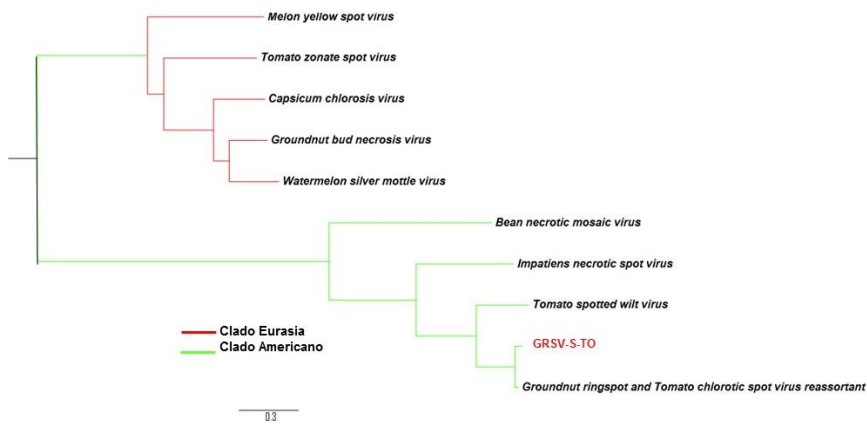 Melon yellow spot virus
Tomato zonate spot virus
Capsicum chlorosis virus
Groundnut bud necrosis virus
Watermelon silver mottle virus
Bean necrotic mosaic virus
Impatiens necrotic spot virus
Tomato spotted wilt virus
Clado Eurasia
Clado Americano
GRSV-S-TO
Groundnut ringspot and Tomato chlorotic spot virus reassortant
0.3